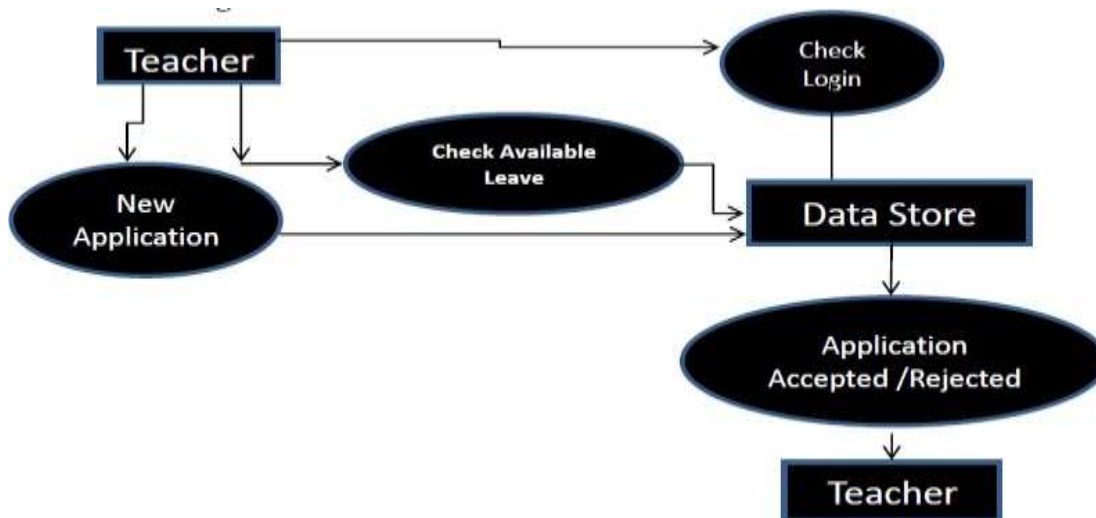 Teacher
Check
Login
Check Available
Leave
New
Application
Data Store
Application
Accepted /Rejected
Teacher